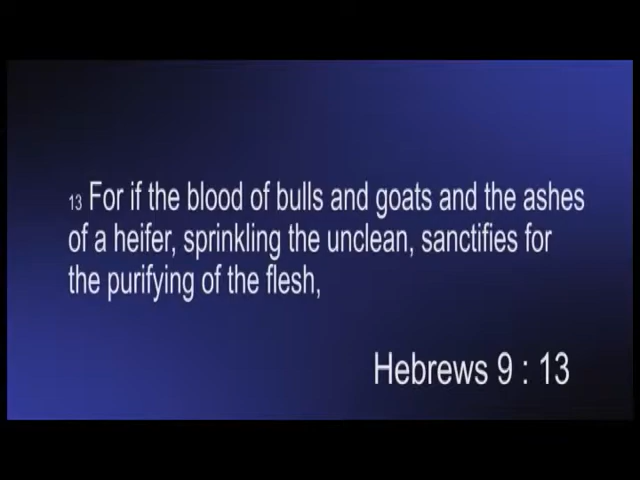 13 For if the blood of bulls and goats and the ashes
of a heifer, sprinkling the unclean, sanctifies for
the purifying of the flesh,
Hebrews 9 : 13